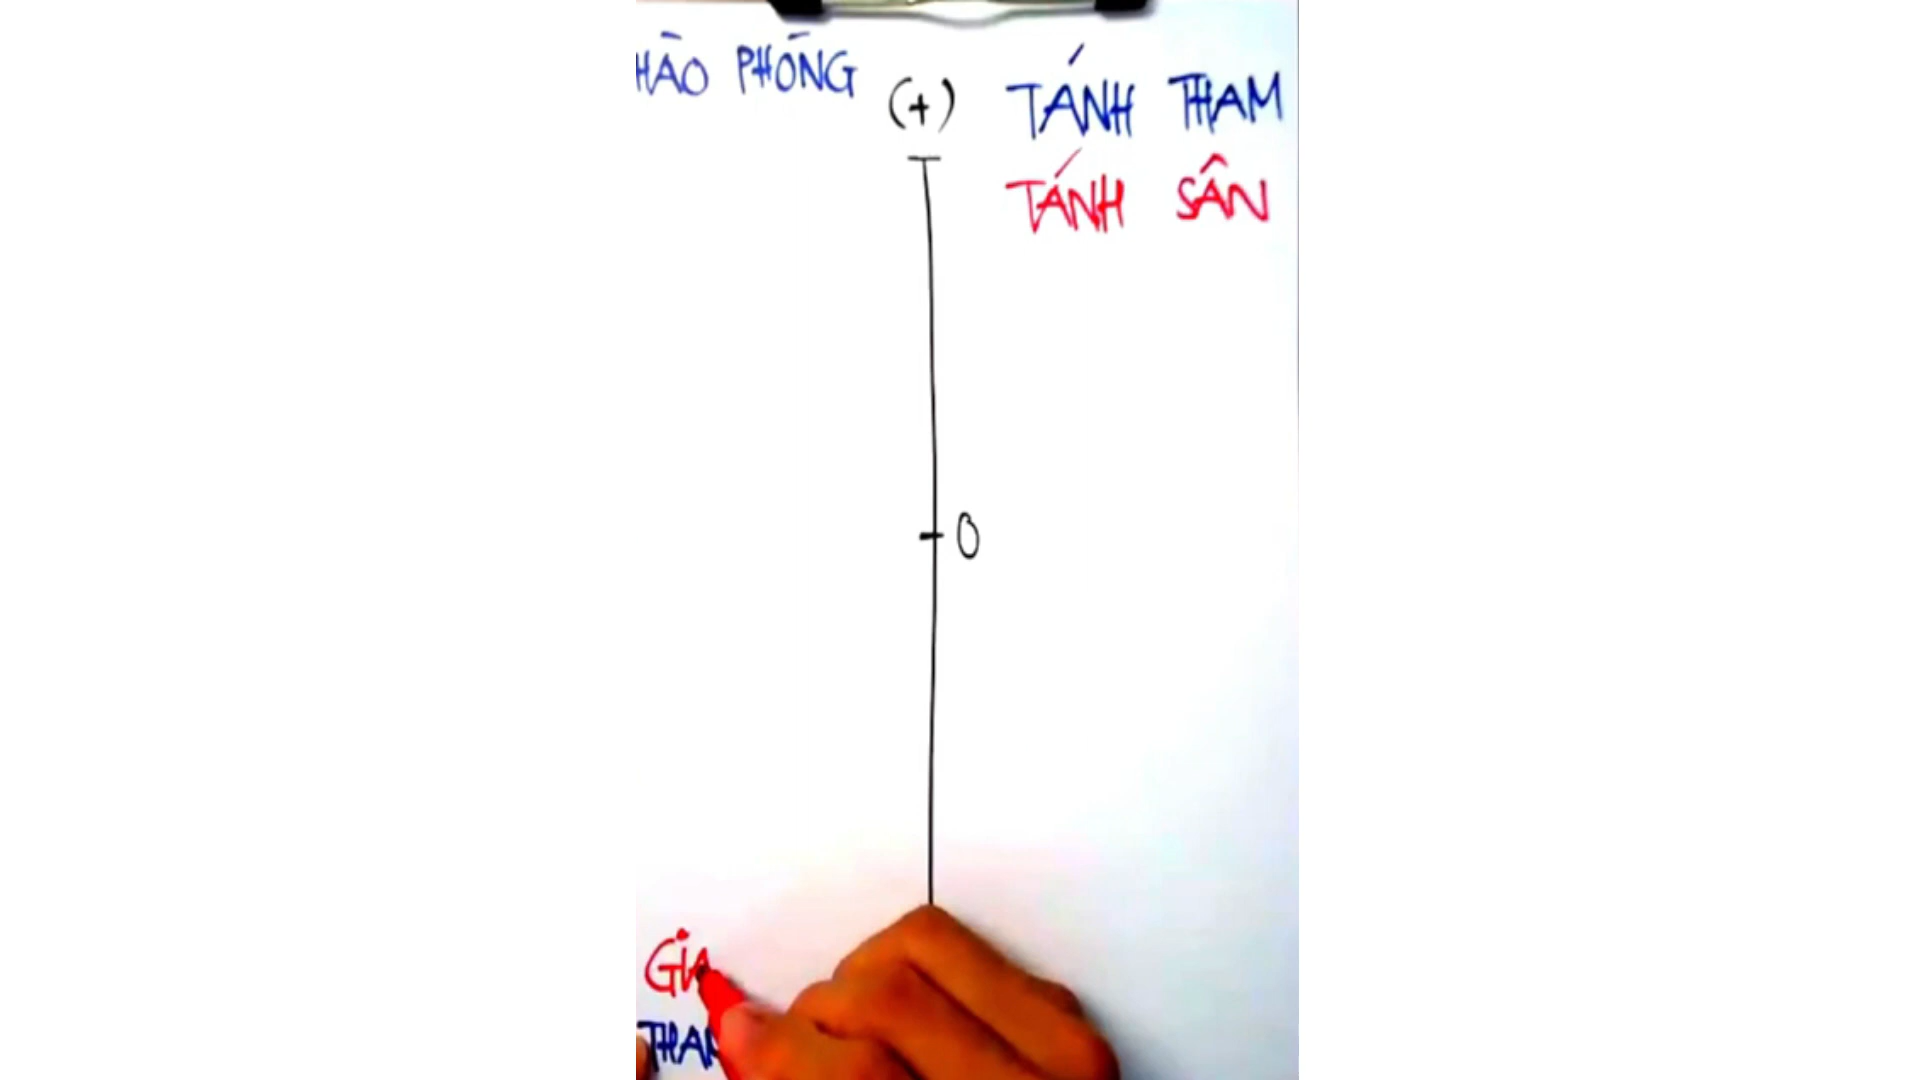 HÀO PHÓNG
(+)
TÁNH THAM
TÁNH SÂN
0